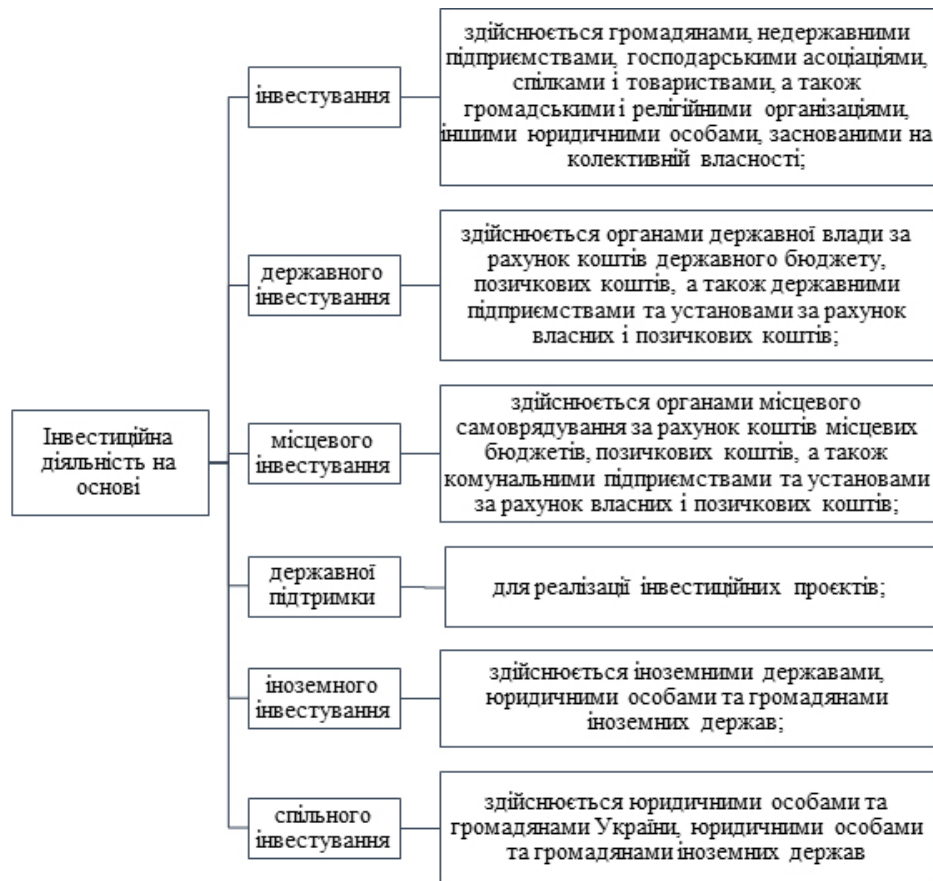 Інвестиційна
діяльність на
основі
інвестування
здійснюється громадянами, недержавними
підприємствами, господарськими асоціаціями,
спілками і товариствами, а також
громадськими і релігійними організаціями,
іншими юридичними особами, заснованими на
колективній власності;
державного
інвестування
здійснюється органами державної влади за
рахунок коштів державного бюджету,
позичкових коштів, а також державними
підприємствами та установами за рахунок
власних і позичкових коштів;
місцевого
інвестування
здійснюється органами місцевого
самоврядування за рахунок коштів місцевих
бюджетів, позичкових коштів, а також
комунальними підприємствами та установами
за рахунок власних і позичкових коштів;
державної
підтримки
для реалізації інвестиційних проєктів;
іноземного
інвестування
здійснюється іноземними державами,
юридичними особами та громадянами
іноземних держав;
спільного
інвестування
здійснюється юридичними особами та
громадянами України, юридичними особами
та громадянами іноземних держав